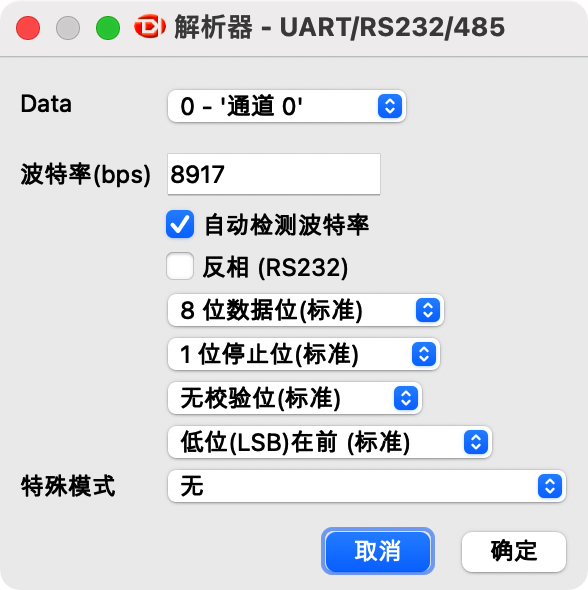 解析器 - UART/RS232/485
Data 0 - '通道 0'
波特率(bps) 8917
自动检测波特率
反相 (RS232)
8 位数据位(标准)
1 位停止位(标准)
无校验位(标准)
低位(LSB)在前 (标准)
特殊模式 无
取消 确定